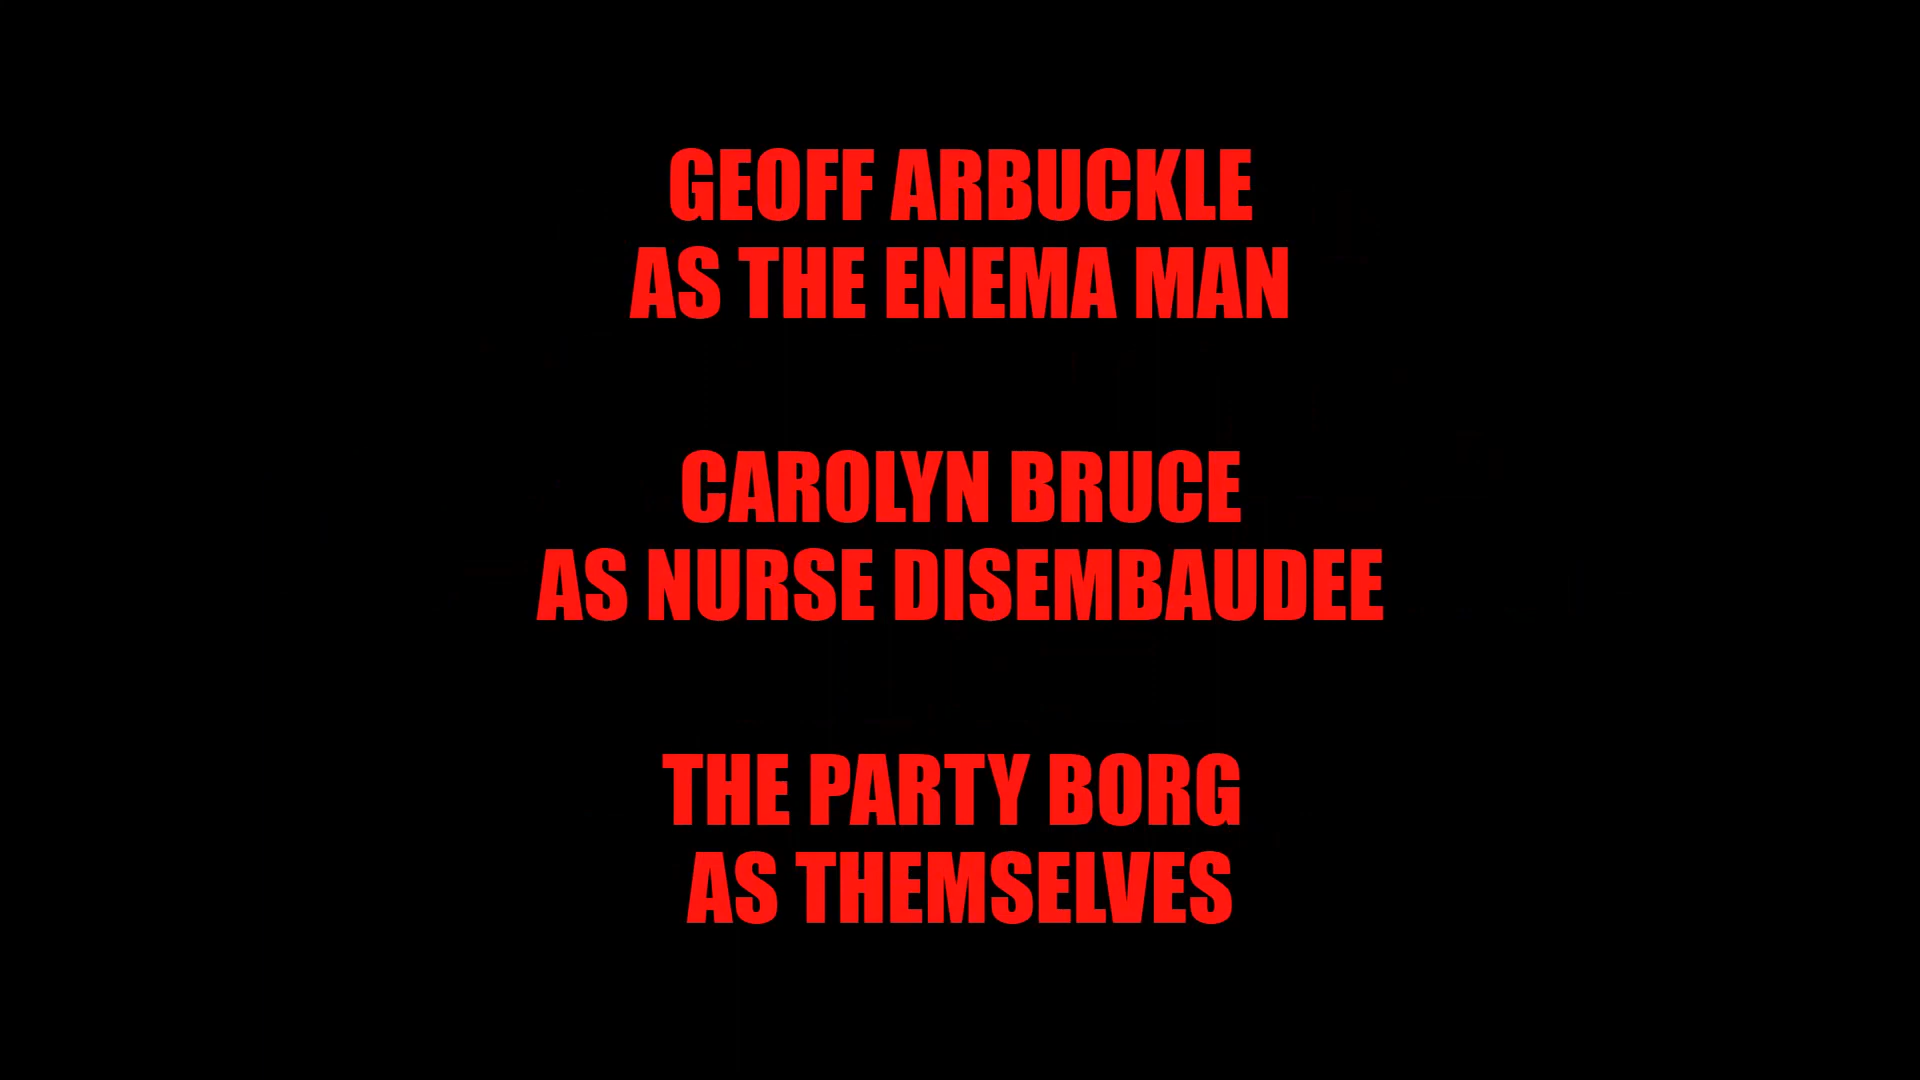 GEOFF ARBUCKLE
AS THE ENEMA MAN
CAROLYN BRUCE
AS NURSE DISEMBAUDEE
THE PARTY BORG
AS THEMSELVES